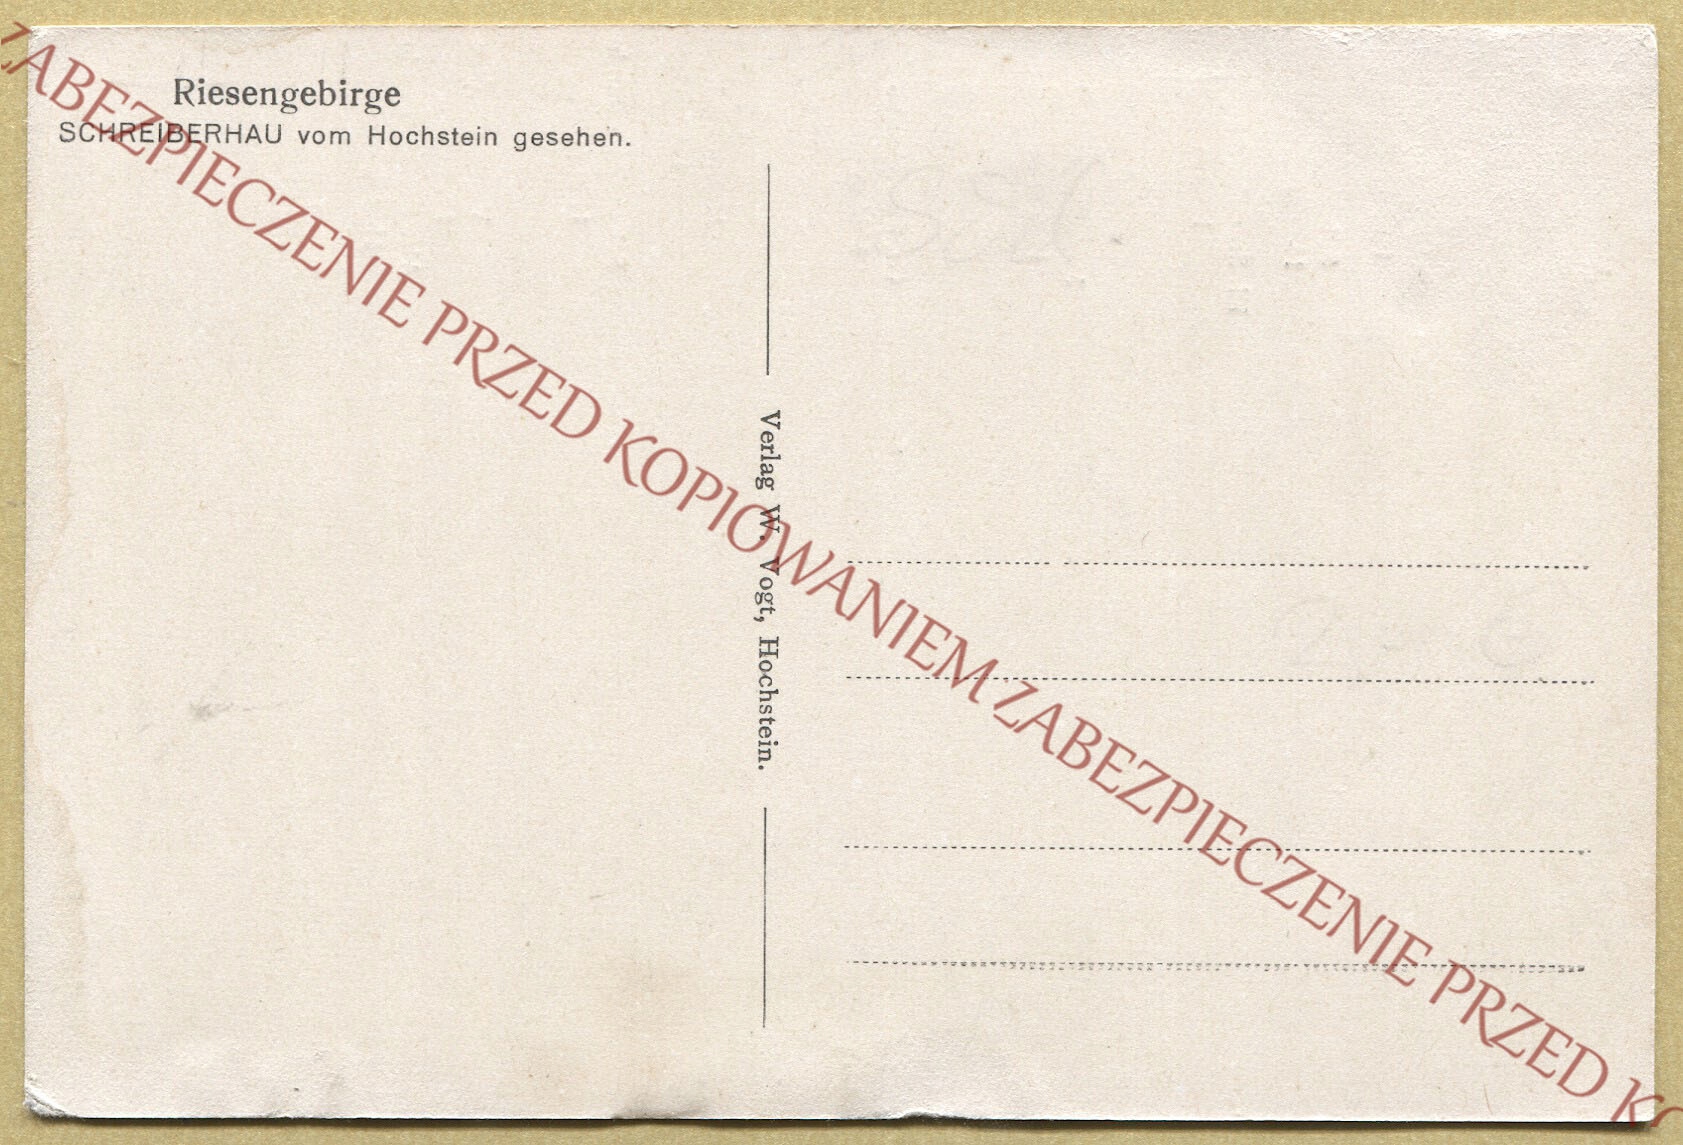 Riesengebirge
SCHREIBERHAU vom Hochstein gesehen.
Verlag W. Vogt, Hochstein.
ZABEZPIECZENIE PRZED KOPIOWANIEM ZABEZPIECZENIE PRZED